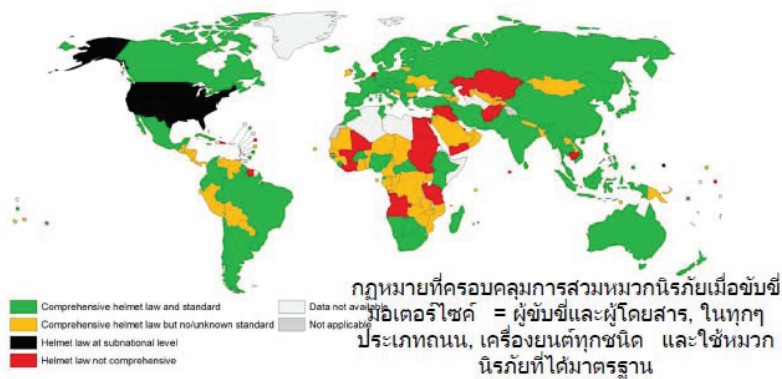 กฎหมายที่ครอบคลุมการสวมหมวกนิรภัยเมื่อขับขี่
มอเตอร์ไซค์ = ผู้ขับขี่และผู้โดยสาร, ในทุกๆ
ประเภทถนน, เครื่องยนต์ทุกชนิด และใช้หมวก
นิรภัยที่ได้มาตรฐาน
Comprehensive helmet law and standard
Comprehensive helmet law but no/unknown standard
Helmet law at subnational level
Helmet law not comprehensive
Data not available
Not applicable